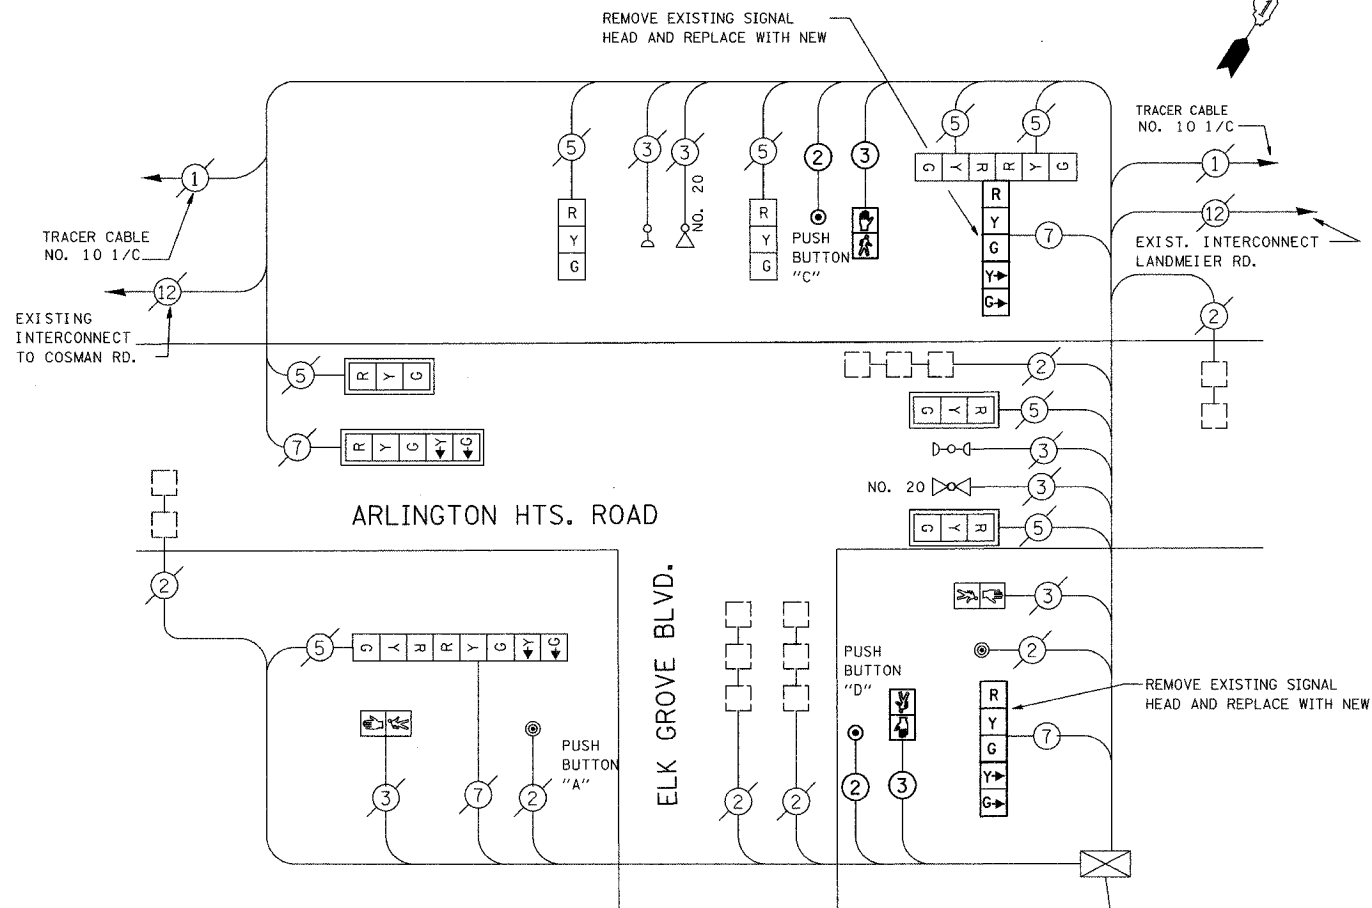 REMOVE EXISTING SIGNAL
HEAD AND REPLACE WITH NEW
TRACER CABLE
NO. 10 1/C
5
3
3
5
2
3
5
5
1
1
NO. 20
G Y R R Y G
R
Y
G
R
Y
G
R
Y
G
Y
G
PUSH
BUTTON
"C"
7
12
TRACER CABLE
NO. 10 1/C
EXIST. INTERCONNECT
LANDMEIER RD.
12
EXISTING
INTERCONNECT
TO COSMAN RD.
2
5
R Y G
2
G Y R
5
7
R Y G Y G
3
NO. 20
3
ARLINGTON HTS. ROAD
G Y R
5
2
3
ELK GROVE BLVD.
5
G Y R R Y G Y G
PUSH
BUTTON
"D"
2
REMOVE EXISTING SIGNAL
HEAD AND REPLACE WITH NEW
R
Y
G
Y
G
7
PUSH
BUTTON
"A"
3
7
2
2
2
2
3